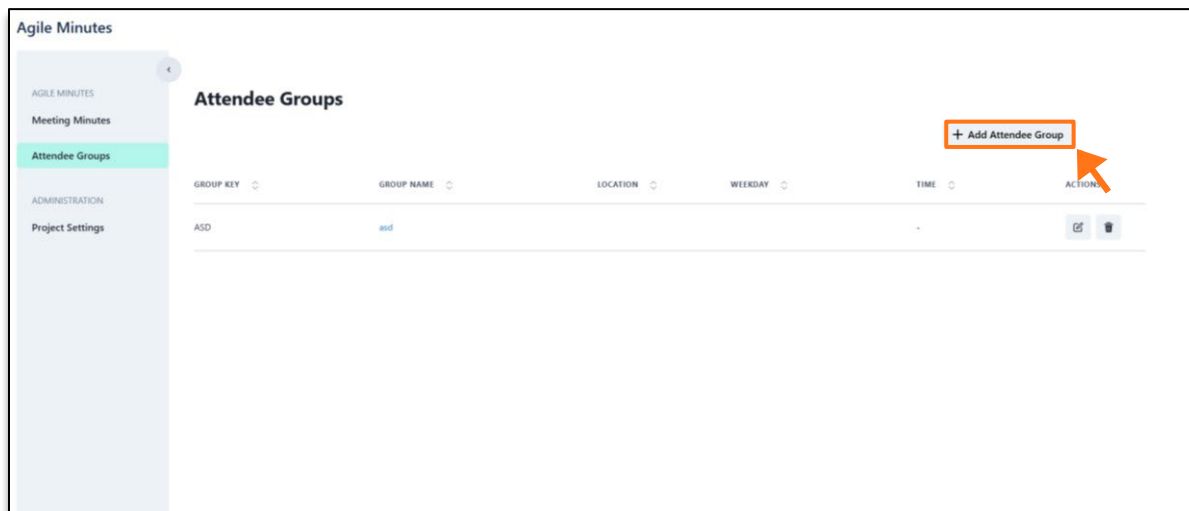 Agile Minutes
AGILE MINUTES
Meeting Minutes
Attendee Groups
ADMINISTRATION
Project Settings
Attendee Groups
+ Add Attendee Group
GROUP KEY GROUP NAME LOCATION WEEKDAY TIME ACTIONS
ASD asd -